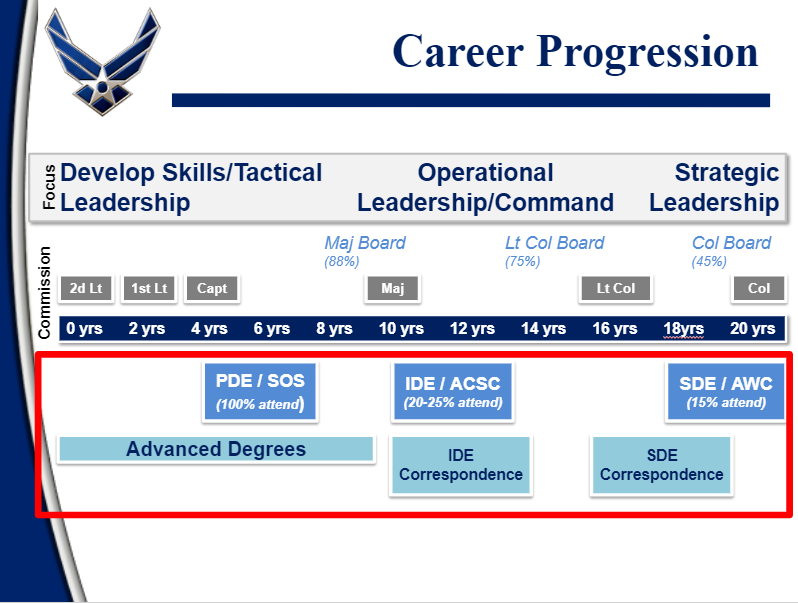 Career Progression
Focus
Develop Skills/Tactical
Leadership
Operational
Leadership/Command
Strategic
Leadership
Commission
Maj Board
(88%)
Lt Col Board
(75%)
Col Board
(45%)
2d Lt
1st Lt
Capt
Maj
Lt Col
Col
0 yrs 2 yrs 4 yrs 6 yrs 8 yrs 10 yrs 12 yrs 14 yrs 16 yrs 18yrs 20 yrs
PDE / SOS
(100% attend)
IDE / ACSC
(20-25% attend)
SDE / AWC
(15% attend)
Advanced Degrees
IDE
Correspondence
SDE
Correspondence